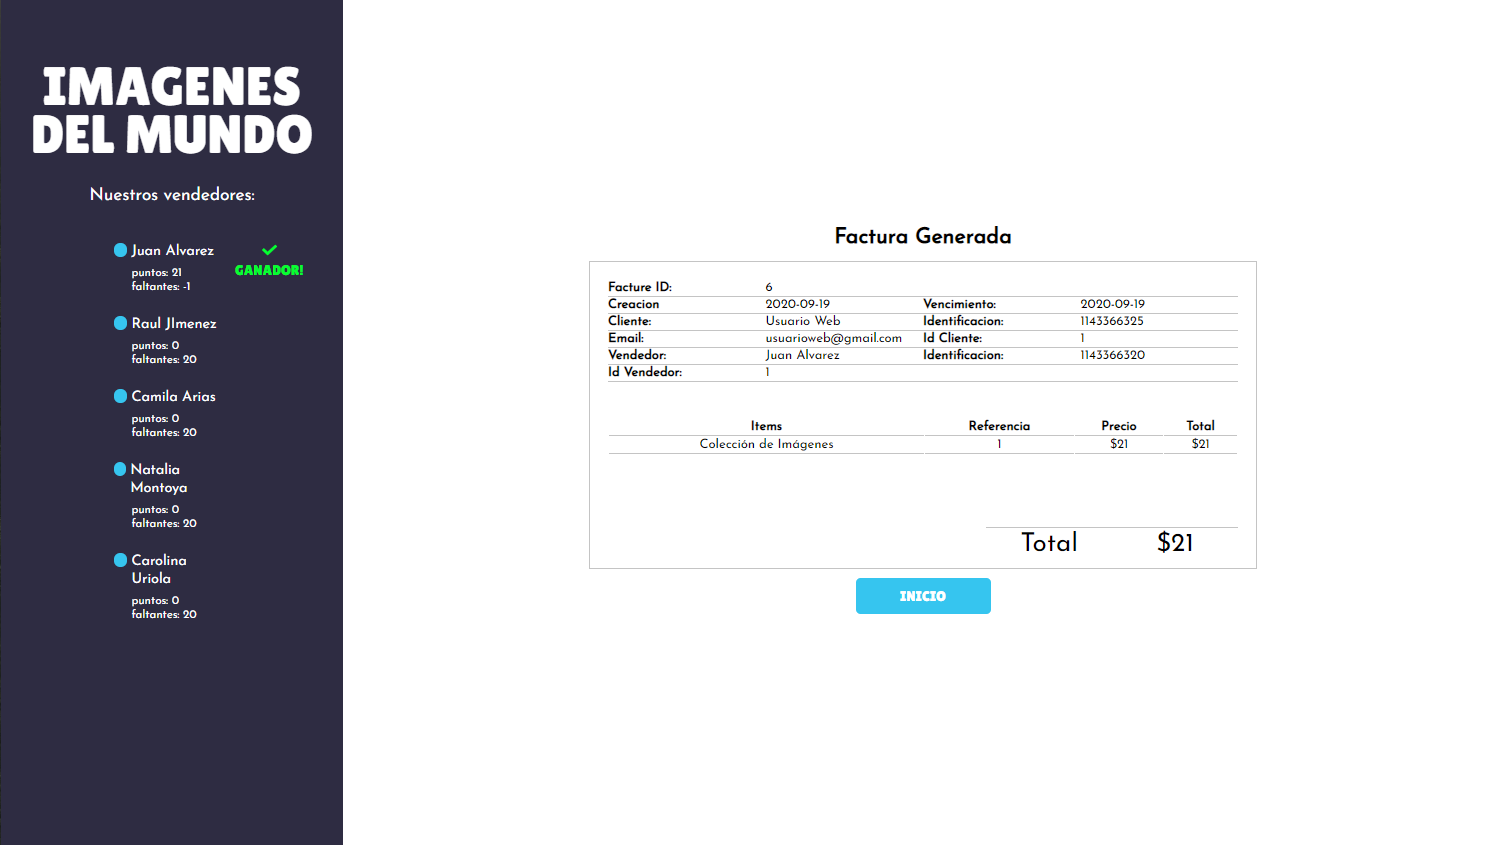 IMAGENES
DEL MUNDO
Nuestros vendedores:
Juan Alvarez
puntos: 21
faltantes: -1
GANADOR!
Raul JImenez
puntos: 0
faltantes: 20
Camila Arias
puntos: 0
faltantes: 20
Natalia
Montoya
puntos: 0
faltantes: 20
Carolina
Uriola
puntos: 0
faltantes: 20
Factura Generada
Facture ID: 6
Creacion 2020-09-19 Vencimiento: 2020-09-19
Cliente: Usuario Web Identificacion: 1143366325
Email: usuarioweb@gmail.com Id Cliente: 1
Vendedor: Juan Alvarez Identificacion: 1143366320
Id Vendedor: 1
Items Referencia Precio Total
Colección de Imágenes 1 $21 $21
Total $21
INICIO